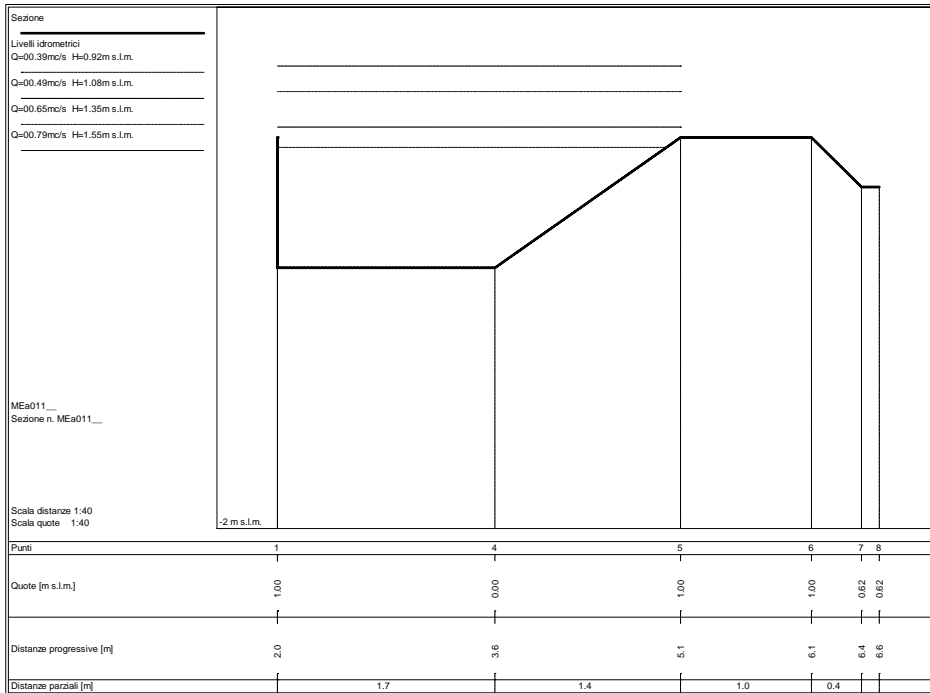 Sezione
Livelli idrometrici
Q=00.39mc/s H=0.92m s.l.m.
Q=00.49mc/s H=1.08m s.l.m.
Q=00.65mc/s H=1.35m s.l.m.
Q=00.79mc/s H=1.55m s.l.m.
MEa011__
Sezione n. MEa011__
Scala distanze 1:40
Scala quote 1:40
-2 m s.l.m.
Punti 1 4 5 6 7 8
Quote [m s.l.m.] 1.00 0.00 1.00 1.00 0.62 0.62
Distanze progressive [m] 2.0 3.6 5.1 6.1 6.4 6.6
Distanze parziali [m] 1.7 1.4 1.0 0.4